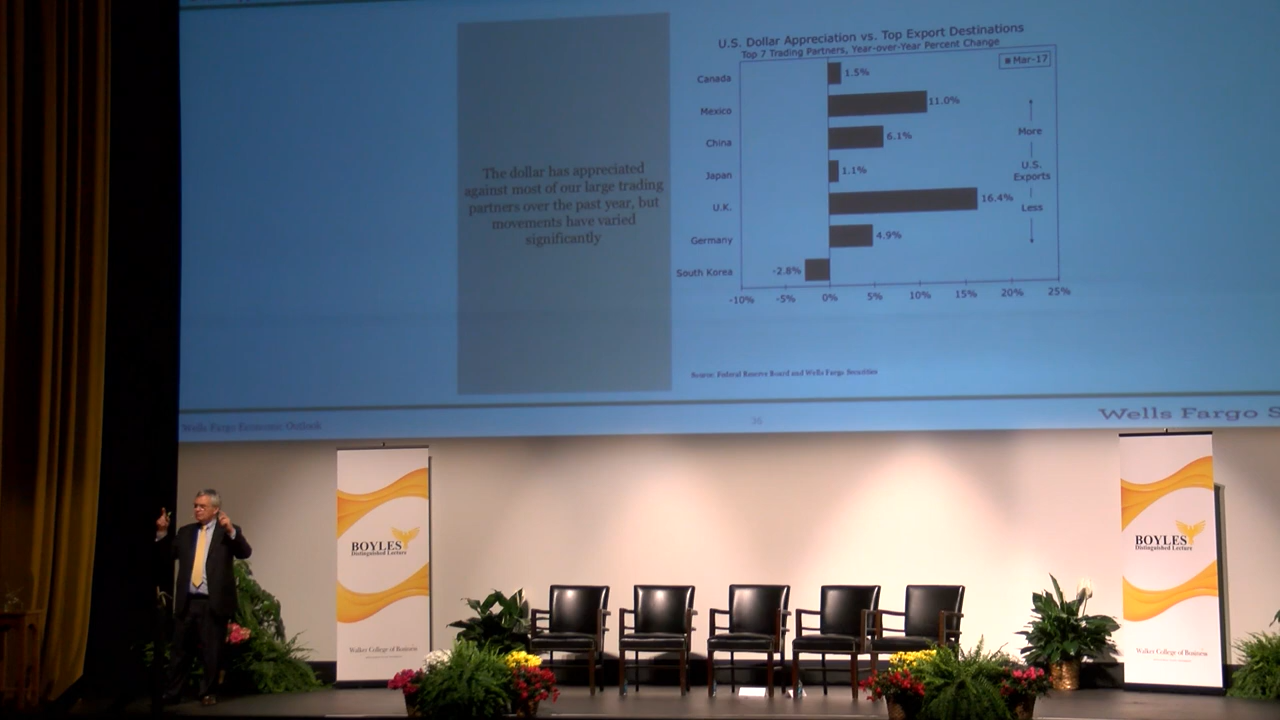 The dollar has appreciated
against most of our large trading
partners over the past year, but
movements have varied
significantly
U.S. Dollar Appreciation vs. Top Export Destinations
Top 7 Trading Partners, Year-over-Year Percent Change
Mar-17
Canada 1.5%
Mexico 11.0%
China 6.1%
Japan 1.1%
U.K. 16.4%
Germany 4.9%
South Korea -2.8%
More
U.S.
Exports
Less
-10% -5% 0% 5% 10% 15% 20% 25%
Source: Federal Reserve Board and Wells Fargo Securities
Wells Fargo Economic Outlook
Wells Fargo S
BOYLES
Distinguished Lecture
Walker College of Business
BOYLES
Distinguished Lecture
Walker College of Business